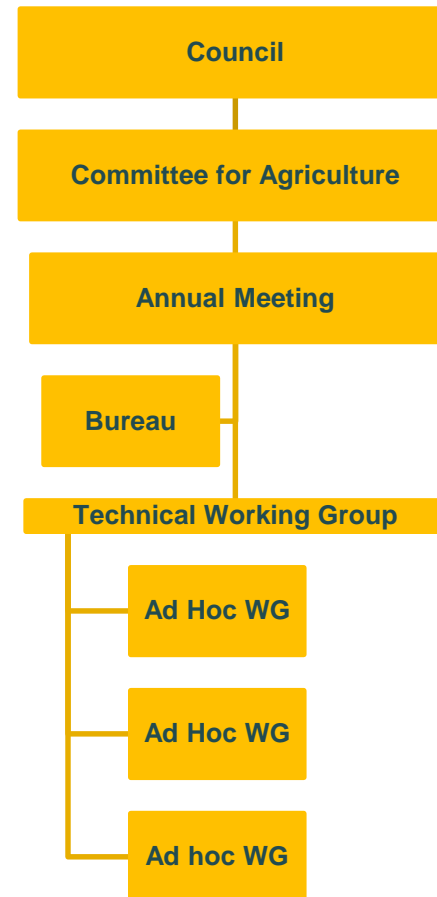 Council
Committee for Agriculture
Annual Meeting
Bureau
Technical Working Group
Ad Hoc WG
Ad Hoc WG
Ad hoc WG